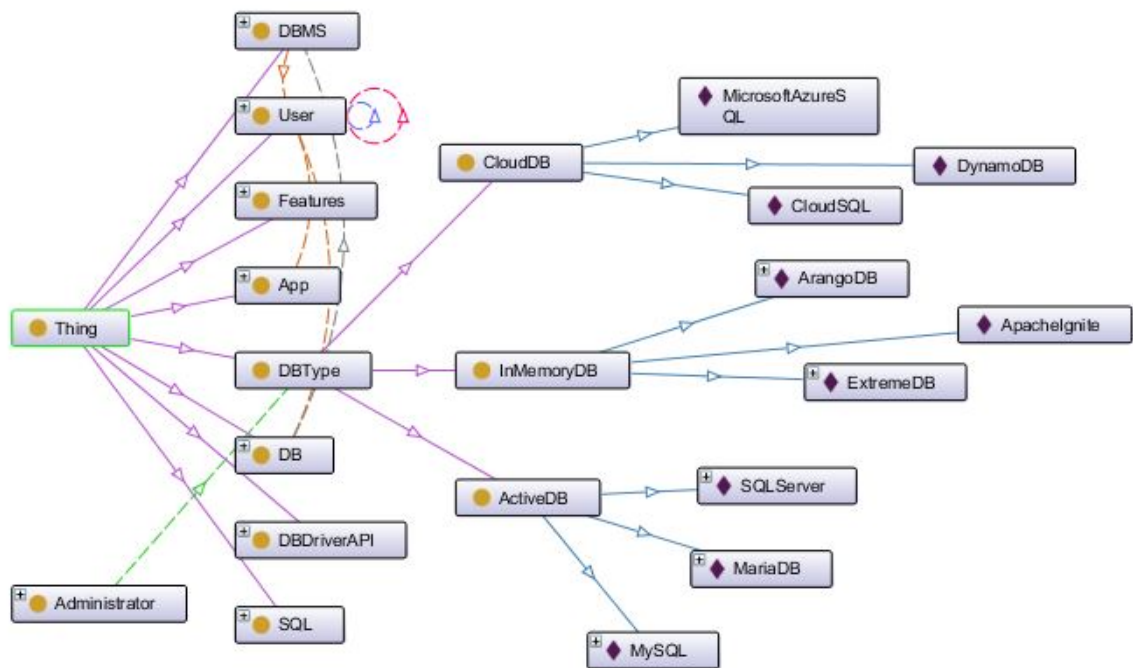 DBMS
User
Features
App
Thing
DBType
DB
DBDriverAPI
Administrator
SQL
CloudDB
InMemoryDB
ActiveDB
MicrosoftAzureS
QL
DynamoDB
CloudSQL
ArangoDB
ApacheIgnite
ExtremeDB
SQLServer
MariaDB
MySQL